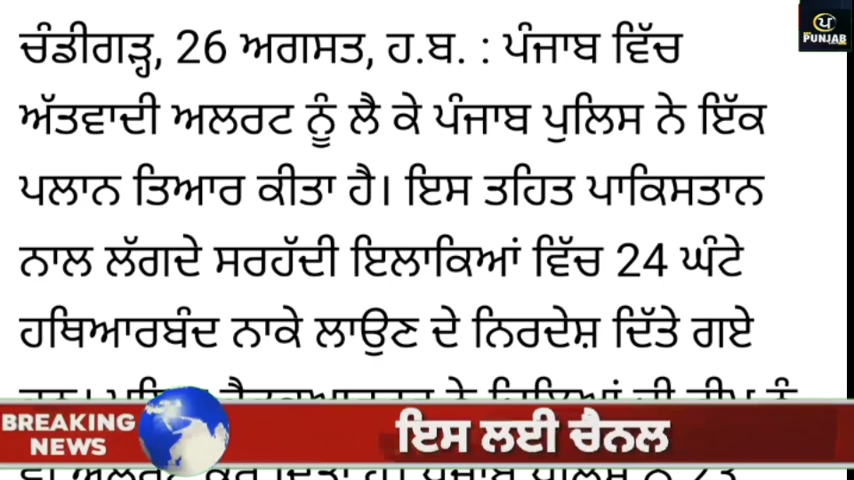 ਪੰ
PUNJAB
ਚੰਡੀਗੜ੍ਹ, 26 ਅਗਸਤ, ਹ.ਬ. : ਪੰਜਾਬ ਵਿੱਚ
ਅੱਤਵਾਦੀ ਅਲਰਟ ਨੂੰ ਲੈ ਕੇ ਪੰਜਾਬ ਪੁਲਿਸ ਨੇ ਇੱਕ
ਪਲਾਨ ਤਿਆਰ ਕੀਤਾ ਹੈ। ਇਸ ਤਹਿਤ ਪਾਕਿਸਤਾਨ
ਨਾਲ ਲੱਗਦੇ ਸਰਹੱਦੀ ਇਲਾਕਿਆਂ ਵਿੱਚ 24 ਘੰਟੇ
ਹਥਿਆਰਬੰਦ ਨਾਕੇ ਲਾਉਣ ਦੇ ਨਿਰਦੇਸ਼ ਦਿੱਤੇ ਗਏ
BREAKING
NEWS
ਇਸ ਲਈ ਚੈਨਲ